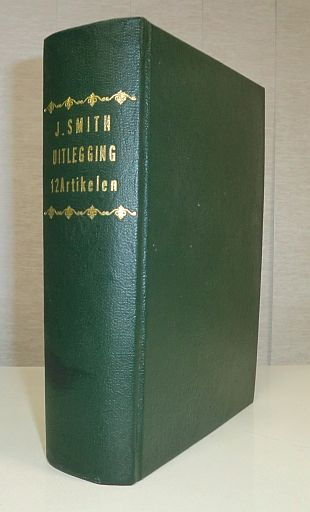 J. SMITH
UITLEGGING
12Artikelen